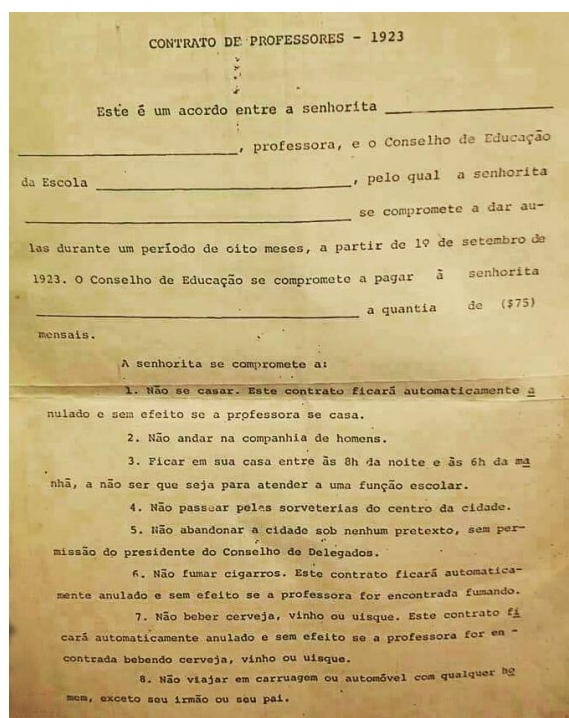 CONTRATO DE PROFESSORES - 1923
Este é um acordo entre a senhorita
, professora, e o Conselho de Educação
da Escola , pelo qual a senhorita
se compromete a dar au-
las durante um período de oito meses, a partir de 1º de setembro de
1923. O Conselho de Educação se compromete a pagar à senhorita
a quantia de ($75)
mensais.
A senhorita se compromete a:
1. Não se casar. Este contrato ficará automaticamente a
nulado e sem efeito se a professora se casa.
2. Não andar na companhia de homens.
3. Ficar em sua casa entre às 8h da noite e às 6h da ma
nhã, a não ser que seja para atender a uma função escolar.
4. Não passear pelas sorveterias do centro da cidade.
5. Não abandonar a cidade sob nenhum pretexto, sem per-
missão do presidente do Conselho de Delegados.
6. Não fumar cigarros. Este contrato ficará automatica-
mente anulado e sem efeito se a professora for encontrada fumando.
7. Não beber cerveja, vinho ou uisque. Este contrato fi
cará automaticamente anulado e sem efeito se a professora for en -
contrada bebendo cerveja, vinho ou uisque.
8. Não viajar em carruagem ou automóvel com qualquer ho
mem, exceto seu irmão ou seu pai.